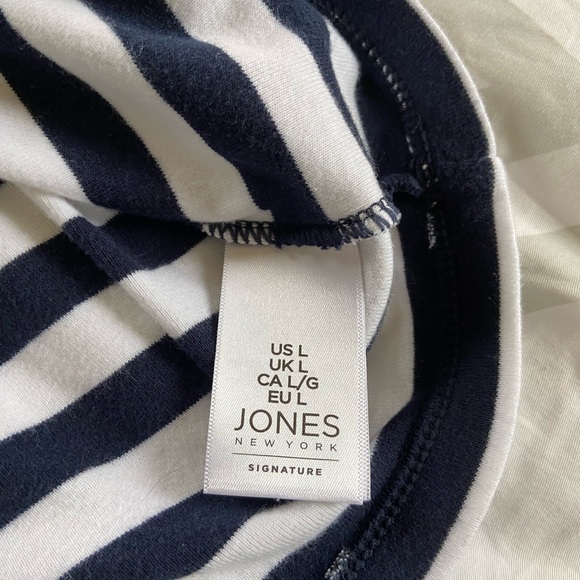 US L
UK L
CA L/G
EU L
JONES
NEW YORK
SIGNATURE